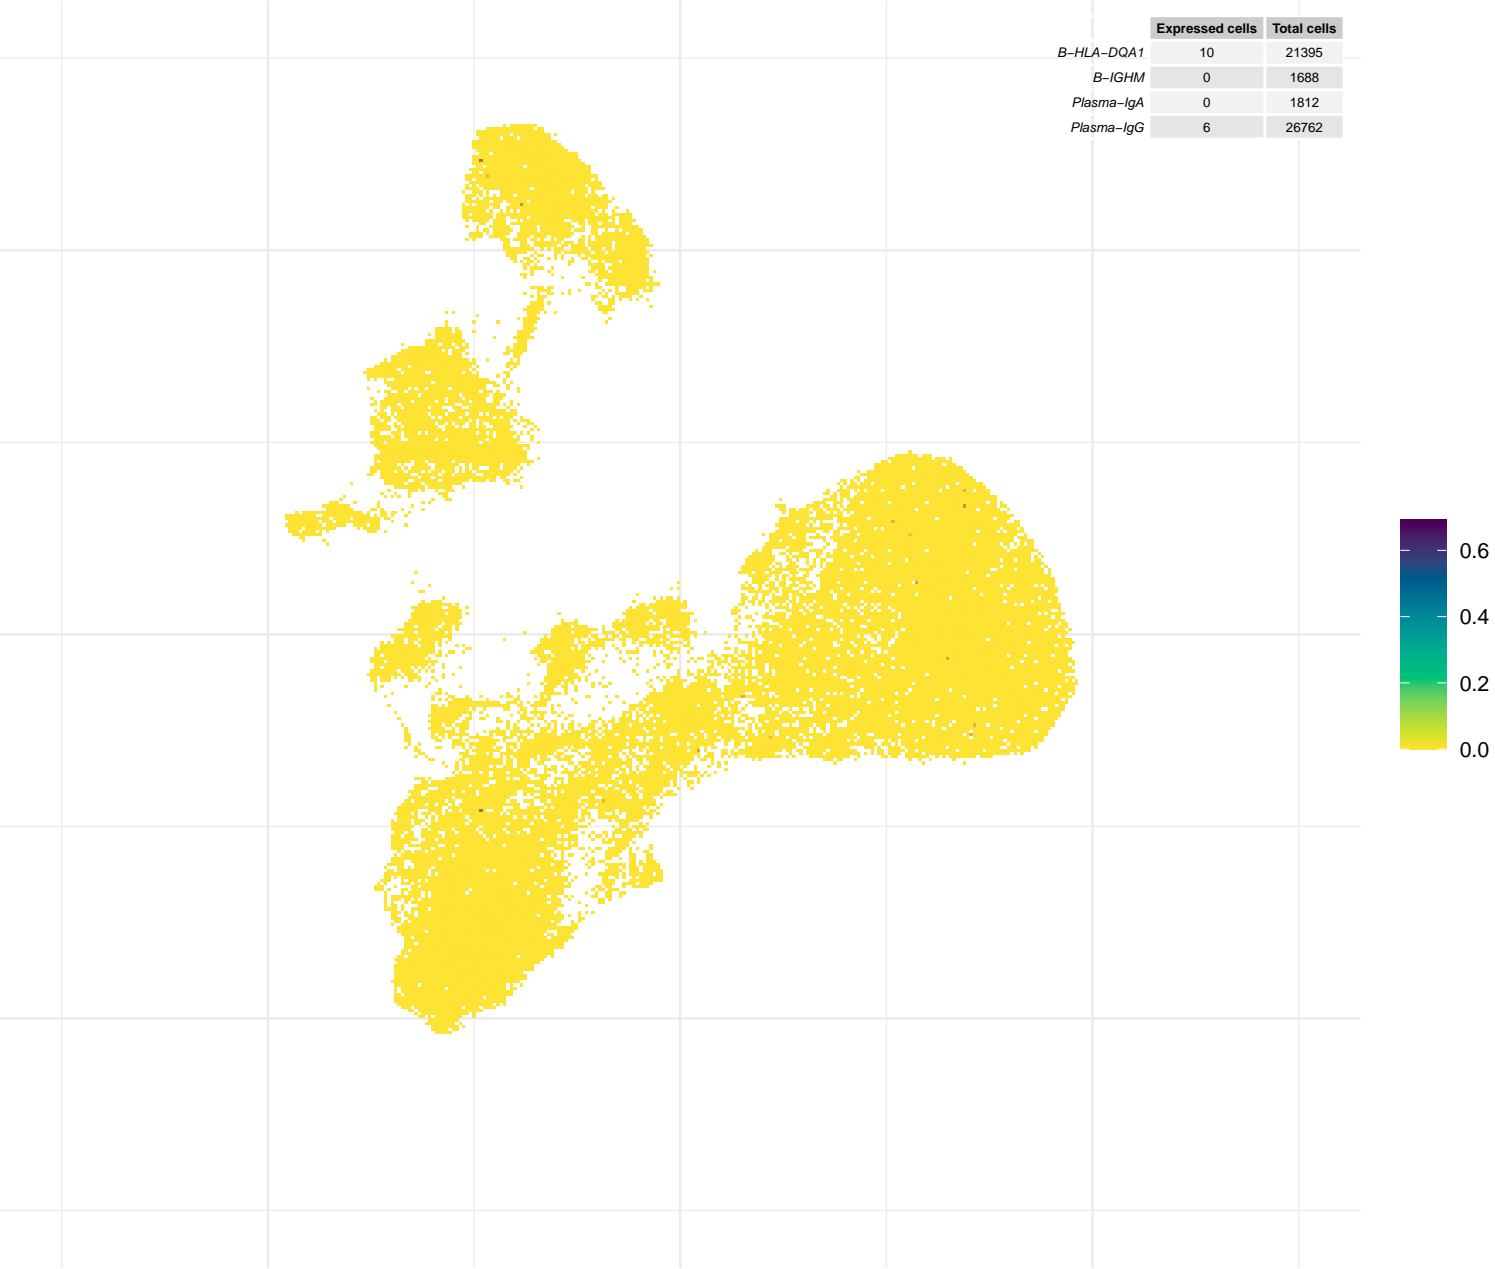 Expressed cells Total cells
B−HLA−DQA1 10 21395
B−IGHM 0 1688
Plasma−IgA 0 1812
Plasma−IgG 6 26762
0.6
0.4
0.2
0.0